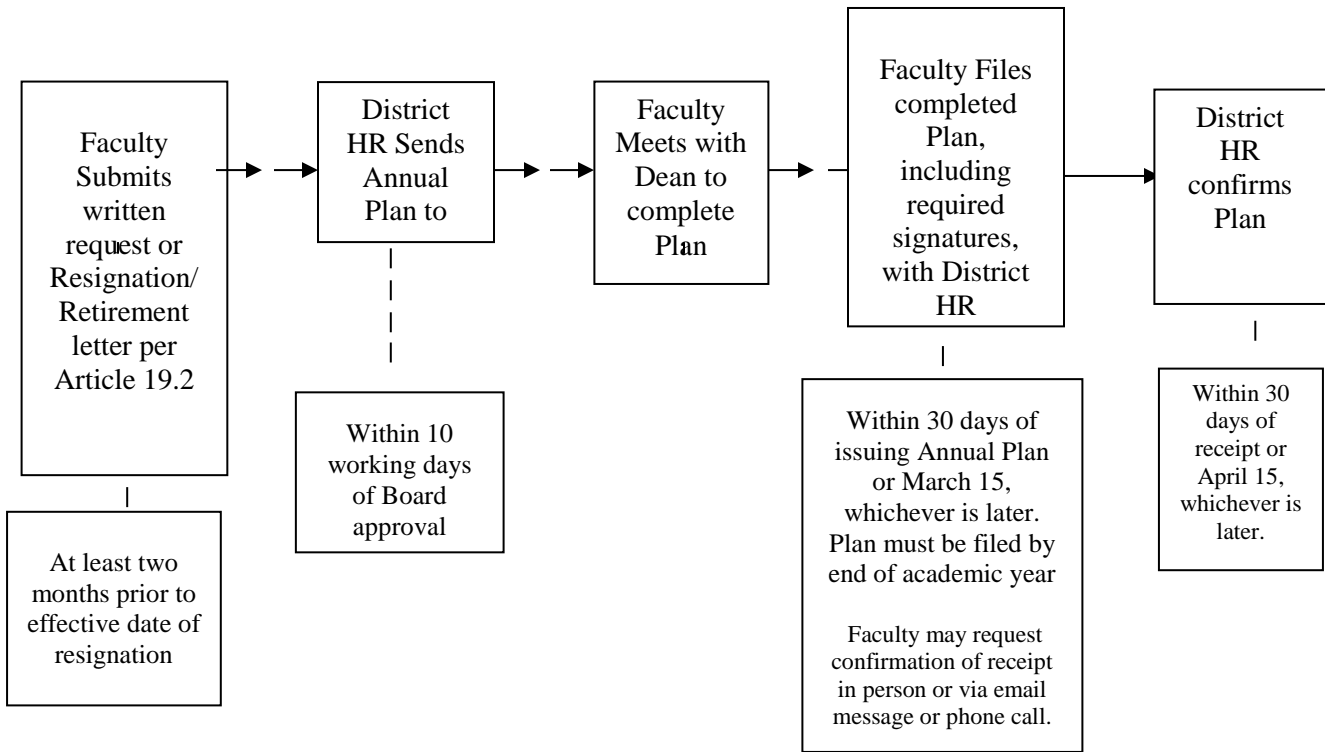 Faculty
Submits
written
request or
Resignation/
Retirement
letter per
Article 19.2
At least two
months prior to
effective date of
resignation
District
HR Sends
Annual
Plan to
Within 10
working days
of Board
approval
Faculty
Meets with
Dean to
complete
Plan
Faculty Files
completed
Plan,
including
required
signatures,
with District
HR
Within 30 days of
issuing Annual Plan
or March 15,
whichever is later.
Plan must be filed by
end of academic year
Faculty may request
confirmation of receipt
in person or via email
message or phone call.
District
HR
confirms
Plan
Within 30
days of
receipt or
April 15,
whichever is
later.